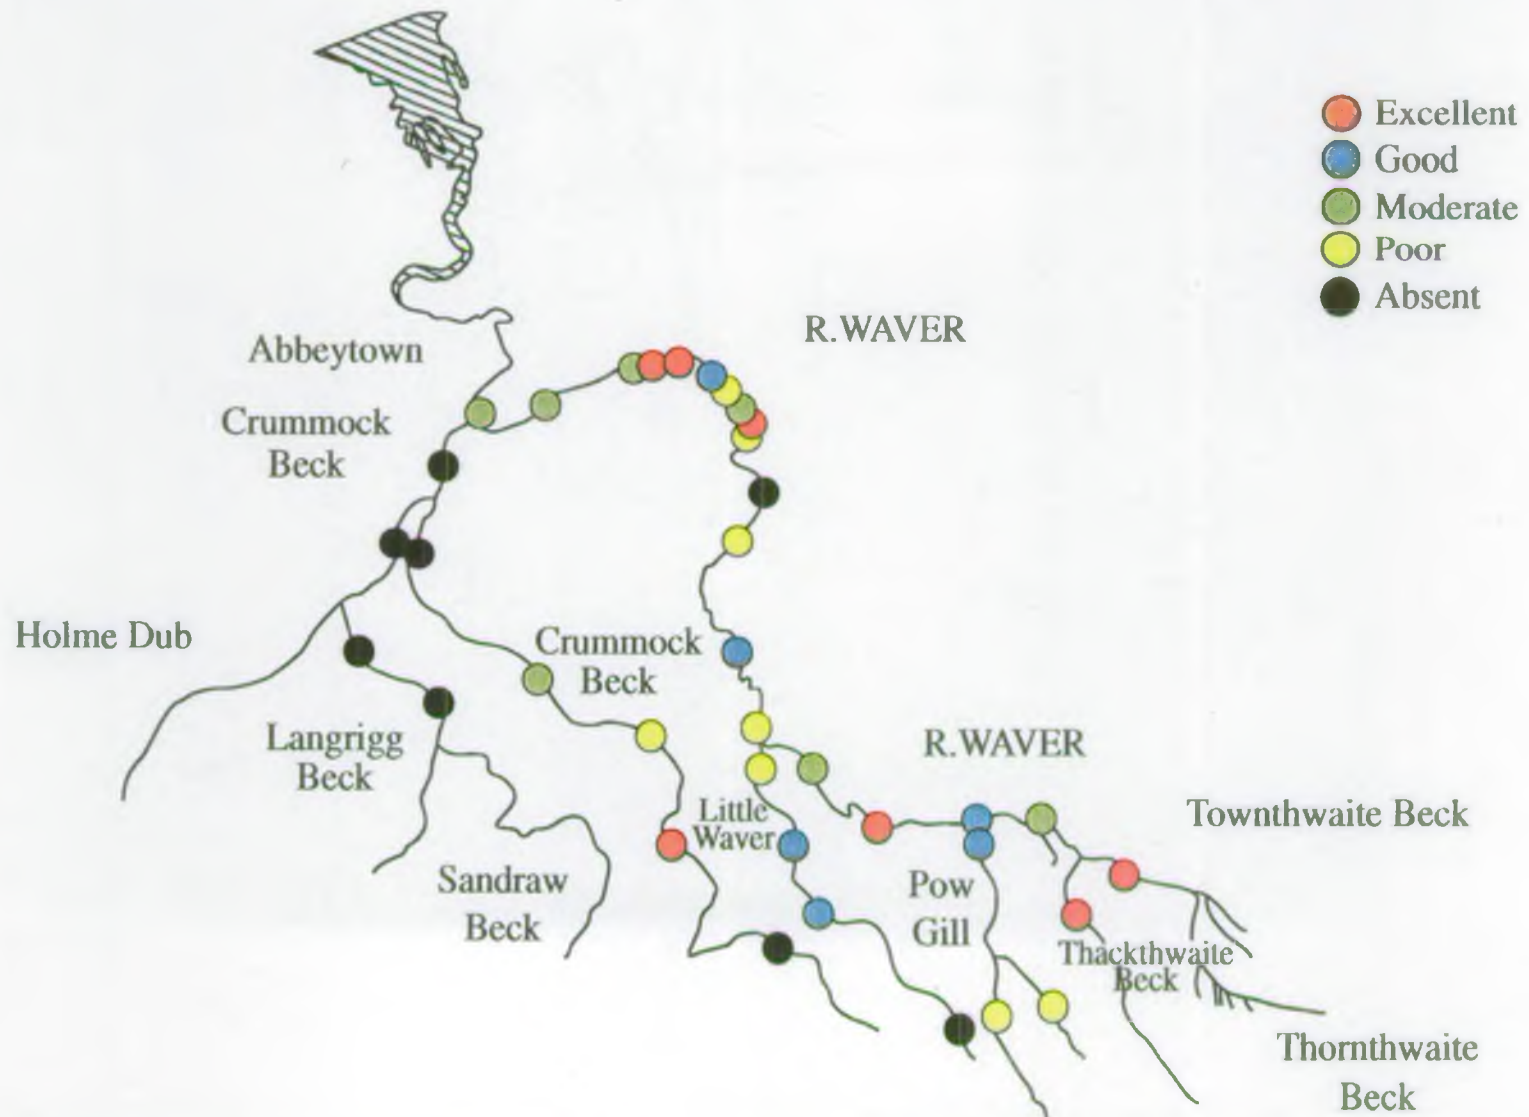 Excellent
Good
Moderate
Poor
Absent
R.WAVER
Abbeytown
Crummock
Beck
Holme Dub
Crummock
Beck
Langrigg
Beck
R.WAVER
Little
Waver
Townthwaite Beck
Sandraw
Beck
Pow
Gill
Thackthwaite
Beck
Thornthwaite
Beck